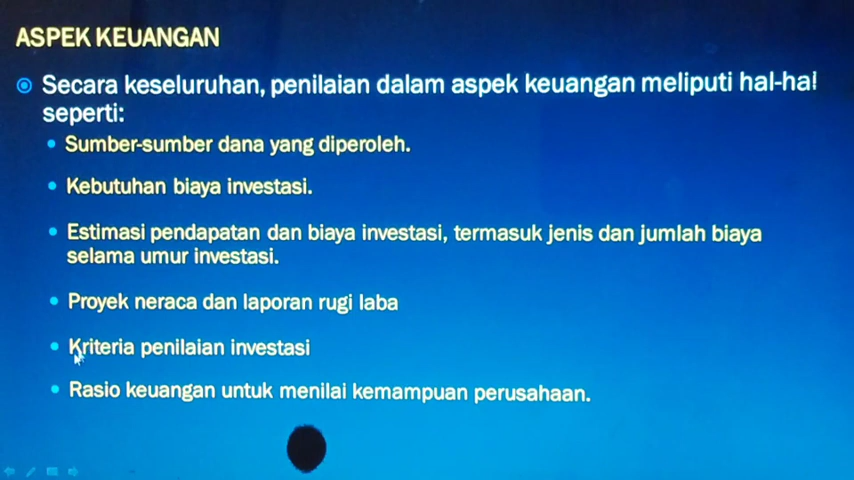 ASPEK KEUANGAN
Secara keseluruhan, penilaian dalam aspek keuangan meliputi hal-hal
seperti:
Sumber-sumber dana yang diperoleh.
Kebutuhan biaya investasi.
Estimasi pendapatan dan biaya investasi, termasuk jenis dan jumlah biaya
selama umur investasi.
Proyek neraca dan laporan rugi laba
Kriteria penilaian investasi
Rasio keuangan untuk menilai kemampuan perusahaan.